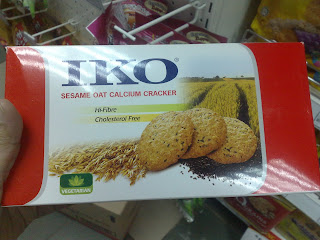 IKO®
SESAME OAT CALCIUM CRACKER
Hi-Fibre
Cholesterol Free
VEGETARIAN